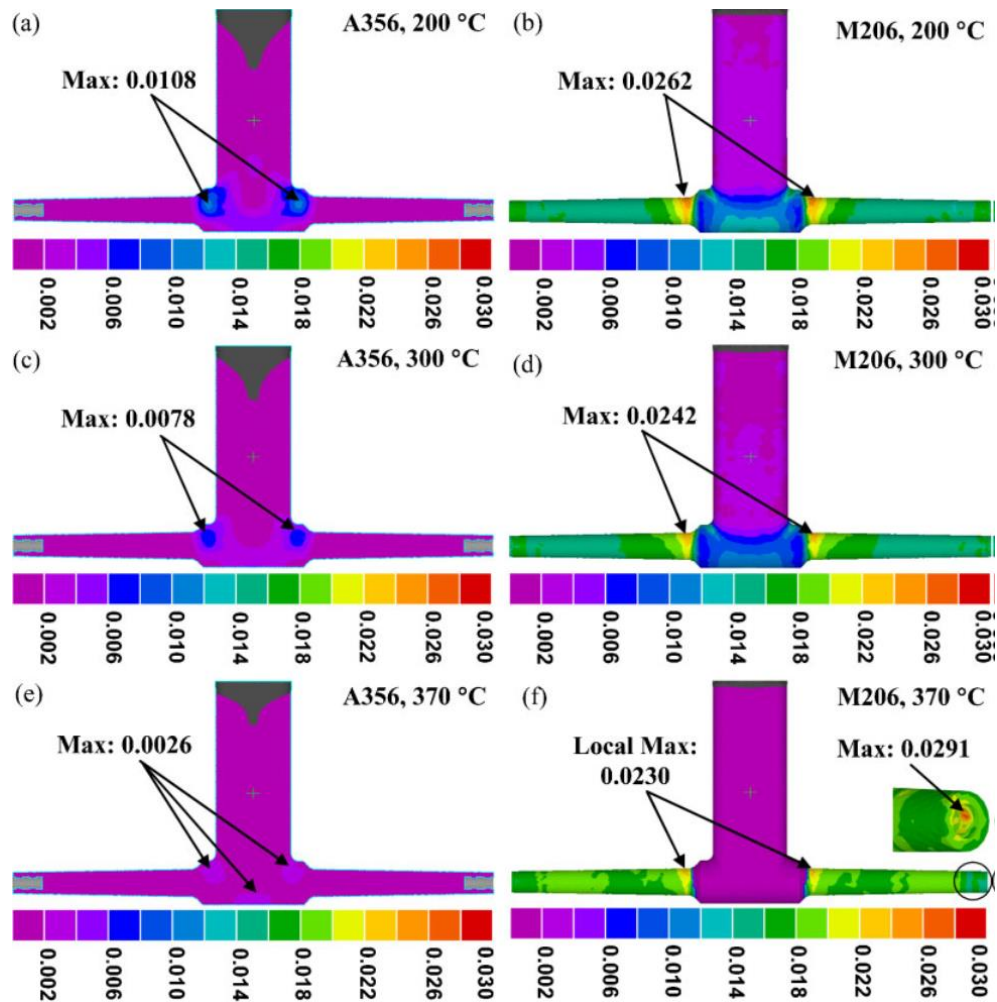 (a) A356, 200 °C
Max: 0.0108
0.002 0.006 0.010 0.014 0.018 0.022 0.026 0.030
(b) M206, 200 °C
Max: 0.0262
0.002 0.006 0.010 0.014 0.018 0.022 0.026 0.030
(c) A356, 300 °C
Max: 0.0078
0.002 0.006 0.010 0.014 0.018 0.022 0.026 0.030
(d) M206, 300 °C
Max: 0.0242
0.002 0.006 0.010 0.014 0.018 0.022 0.026 0.030
(e) A356, 370 °C
Max: 0.0026
0.002 0.006 0.010 0.014 0.018 0.022 0.026 0.030
(f) M206, 370 °C
Local Max:
0.0230
Max: 0.0291
0.002 0.006 0.010 0.014 0.018 0.022 0.026 0.030